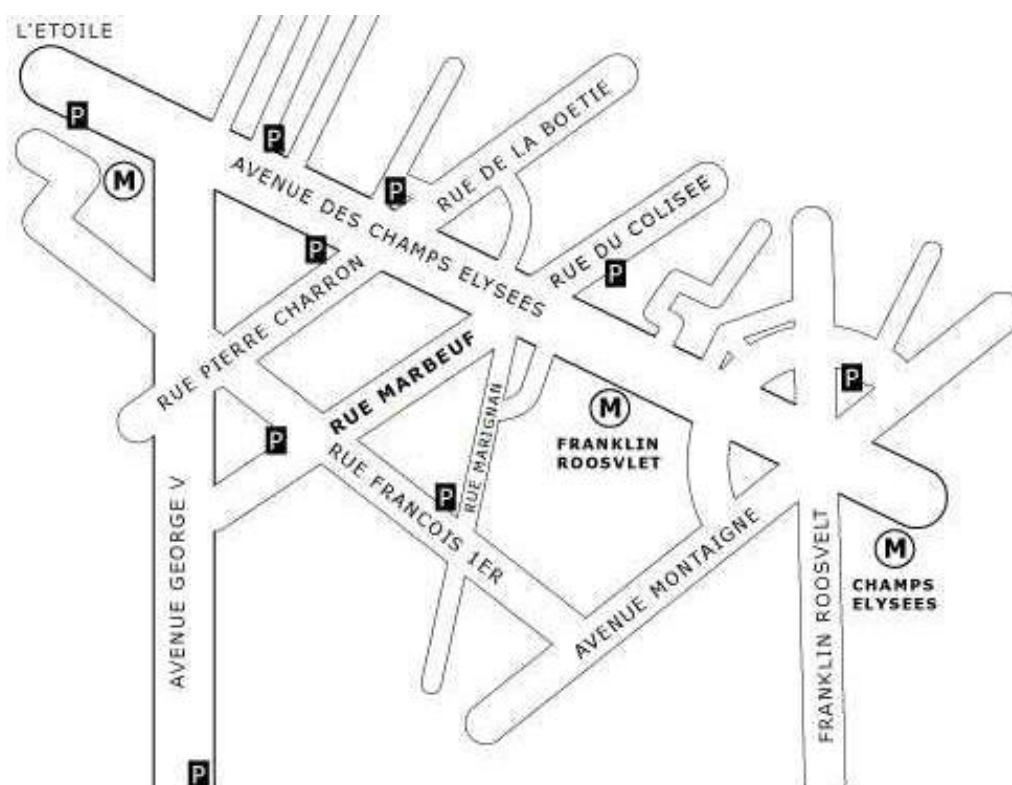 L'ETOILE
P
P
M
P
RUE DE LA BOETIE
AVENUE DES CHAMPS ELYSEES
RUE DU COLISEE
P
P
RUE PIERRE CHARRON
RUE MARBEUF
P
M
FRANKLIN
ROOSVLET
P
RUE MARIGNAN
P
RUE FRANCOIS 1ER
AVENUE GEORGE V
AVENUE MONTAIGNE
FRANKLIN ROOSVELT
M
CHAMPS
ELYSEES
P